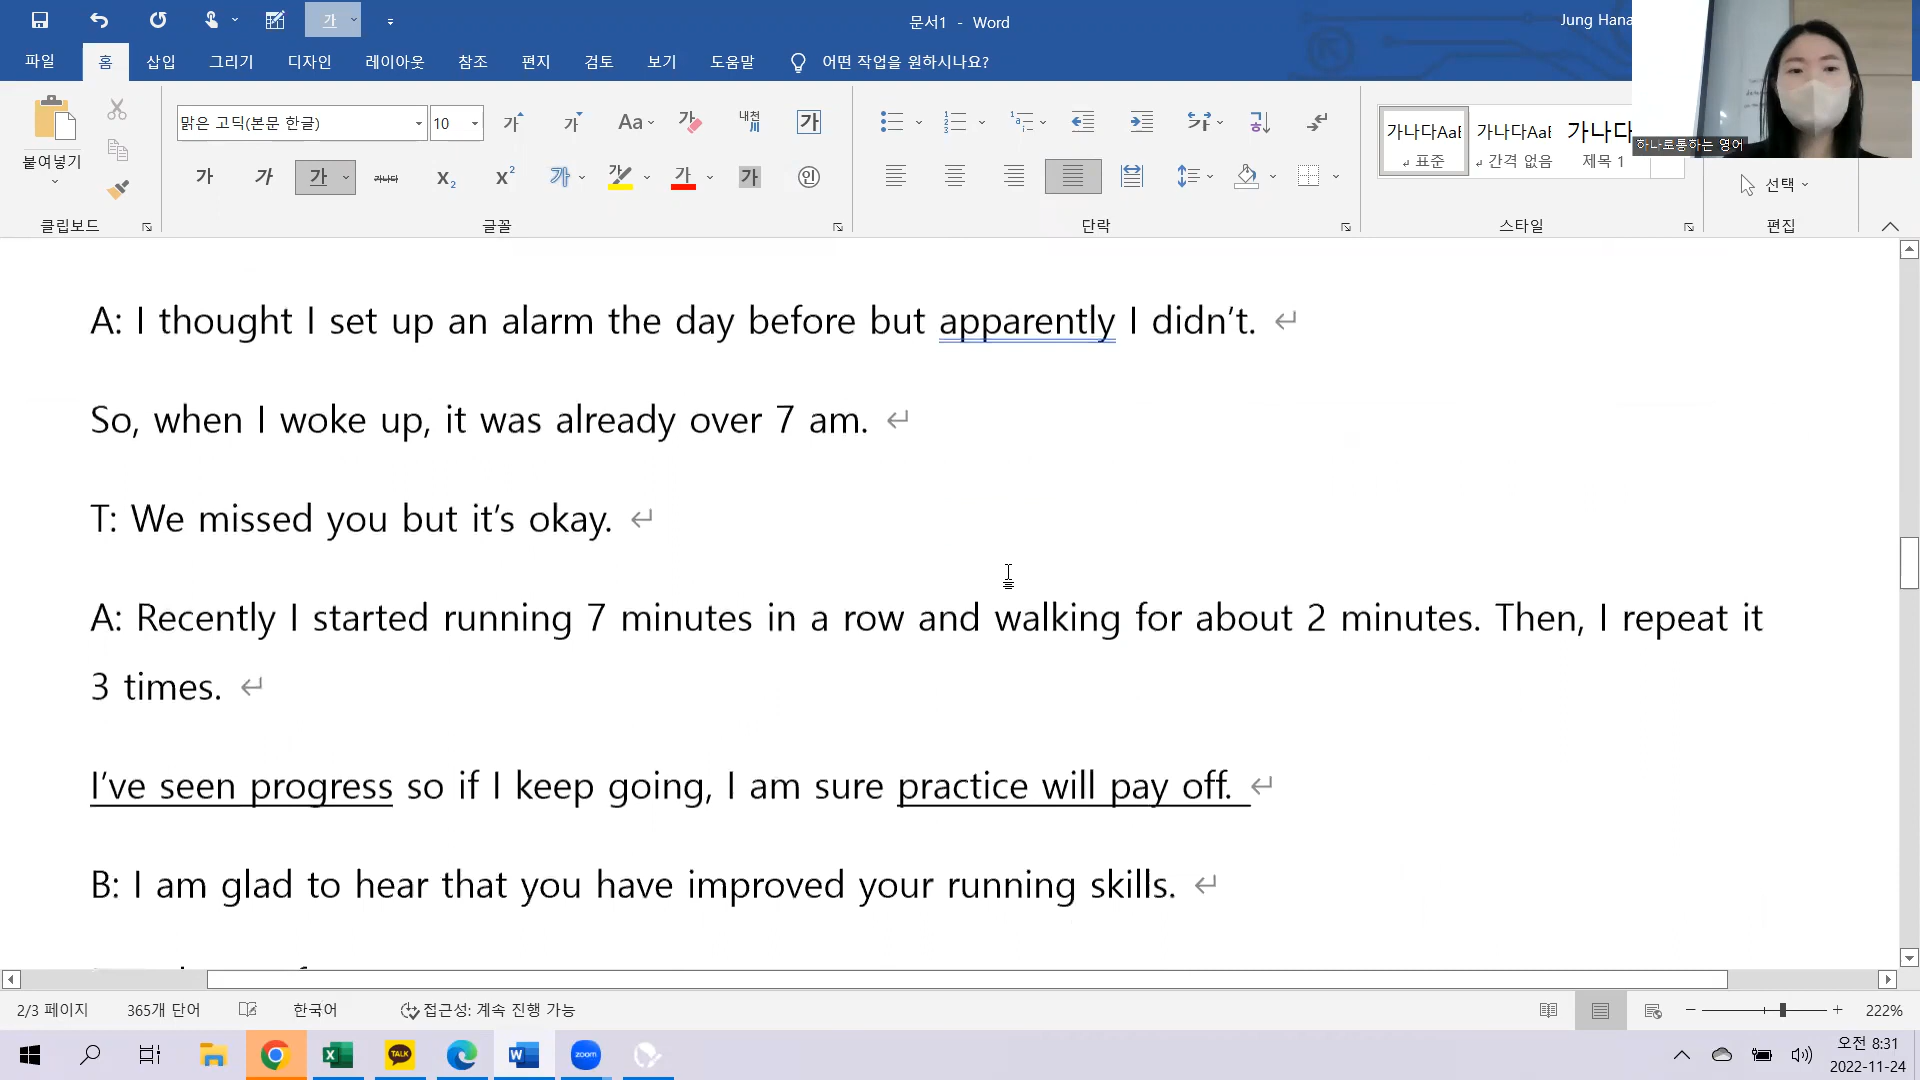 문서1 - Word
Jung Hana
파일 홈 삽입 그리기 디자인 레이아웃 참조 편지 검토 보기 도움말 어떤 작업을 원하시나요?
하나로통하는 영어
붙여넣기
맑은 고딕(본문 한글) 10
가나다AaB 표준
가나다AaB 간격 없음
가나다 제목 1
선택
클립보드 글꼴 단락 스타일 편집
A: I thought I set up an alarm the day before but apparently I didn't.
So, when I woke up, it was already over 7 am.
T: We missed you but it's okay.
A: Recently I started running 7 minutes in a row and walking for about 2 minutes. Then, I repeat it
3 times.
I've seen progress so if I keep going, I am sure practice will pay off.
B: I am glad to hear that you have improved your running skills.
2/3 페이지 365개 단어 한국어 접근성: 계속 진행 가능 222%
TALK
zoom
오전 8:31
2022-11-24